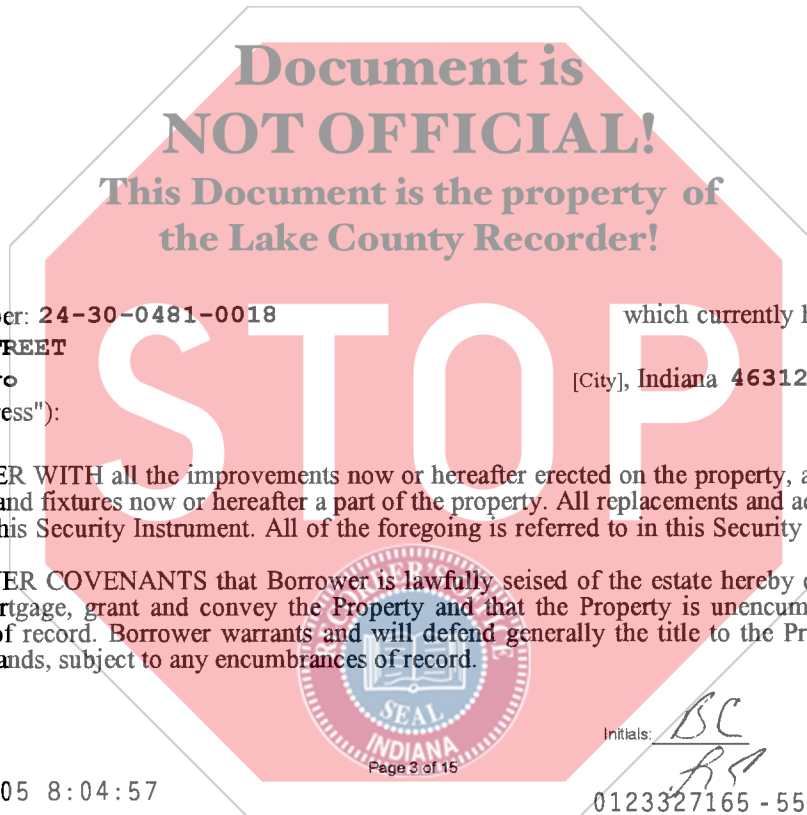 Document is
NOT OFFICIAL!
This Document is the property of
the Lake County Recorder!
STOP
er: 24-30-0481-0018 which currently h
TREET
o [City], Indiana 46312
ess"):
ER WITH all the improvements now or hereafter erected on the property, a
and fixtures now or hereafter a part of the property. All replacements and ad
his Security Instrument. All of the foregoing is referred to in this Security
ER COVENANTS that Borrower is lawfully seised of the estate hereby c
rtgage, grant and convey the Property and that the Property is unencum
of record. Borrower warrants and will defend generally the title to the Pr
ands, subject to any encumbrances of record.
RECORDER'S
SEAL
INDIANA
Initials: BC
Page 3 of 15
05 8:04:57
0123327165 - 55